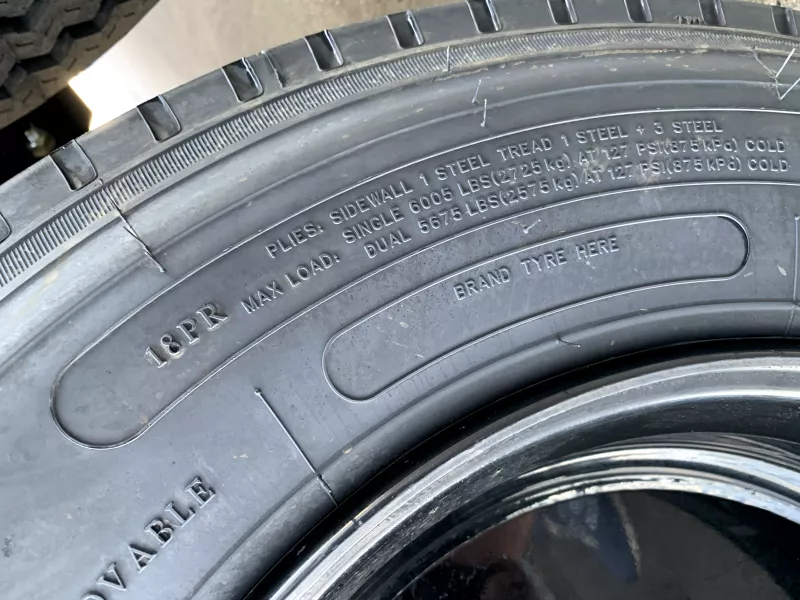 PLIES: SIDEWALL 1 STEEL TREAD 1 STEEL + 3 STEEL
MAX LOAD: SINGLE 6005 LBS(2725 kg) AT 127 PSI(875 kPa) COLD
DUAL 5675 LBS(2575 kg) AT 127 PSI(875 kPa) COLD
18PR
BRAND TYRE HERE
OVABLE